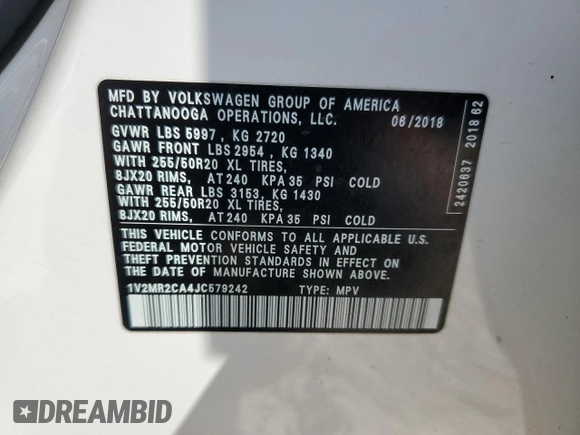 MFD BY VOLKSWAGEN GROUP OF AMERICA
CHATTANOOGA OPERATIONS, LLC. 06/2018
GVWR LBS 5997 , KG 2720
GAWR FRONT LBS 2954 , KG 1340
WITH 255/50R20 XL TIRES,
8JX20 RIMS, AT 240 KPA 35 PSI COLD
GAWR REAR LBS 3153, KG 1430
WITH 255/50R20 XL TIRES,
8JX20 RIMS, AT 240 KPA 35 PSI COLD
THIS VEHICLE CONFORMS TO ALL APPLICABLE U.S.
FEDERAL MOTOR VEHICLE SAFETY AND
THEFT PREVENTION STANDARDS IN EFFECT ON
THE DATE OF MANUFACTURE SHOWN ABOVE.
1V2MR2CA4JC579242 TYPE: MPV
2420637 2018 62
DREAMBID